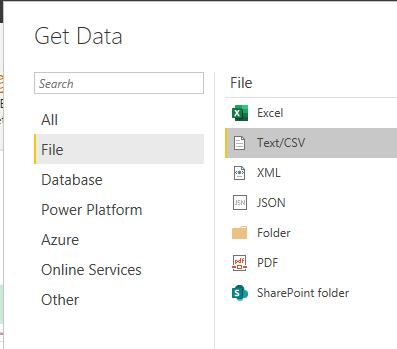 Get Data
Search
All
File
Database
Power Platform
Azure
Online Services
Other
File
Excel
Text/CSV
XML
JSON
Folder
PDF
SharePoint folder